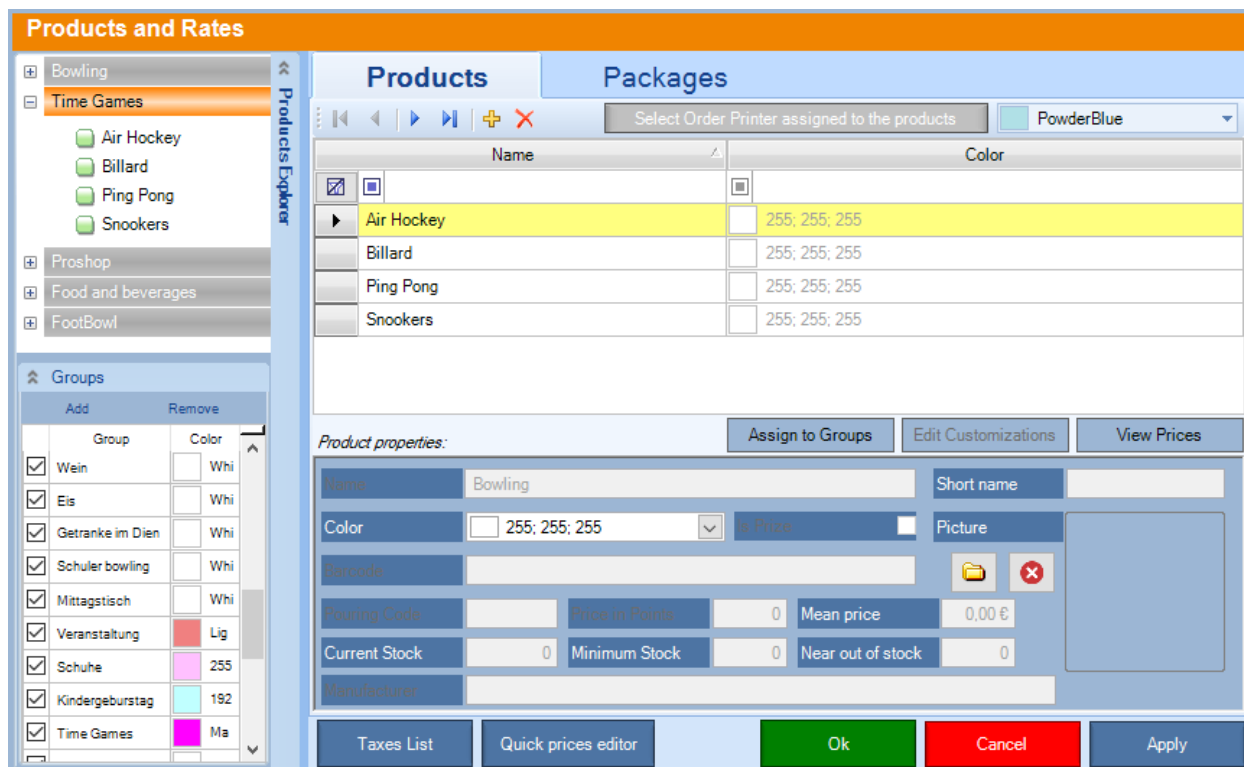 Products and Rates
Bowling
Time Games
Air Hockey
Billard
Ping Pong
Snookers
Proshop
Food and beverages
FootBowl
Products Explorer
Groups
Add Remove
Group Color
Wein Whi
Eis Whi
Getranke im Dien Whi
Schuler bowling Whi
Mittagstisch Whi
Veranstaltung Lig
Schuhe 255
Kindergeburstag 192
Time Games Ma
Products Packages
Select Order Printer assigned to the products PowderBlue
Name Color
Air Hockey 255; 255; 255
Billard 255; 255; 255
Ping Pong 255; 255; 255
Snookers 255; 255; 255
Product properties: Assign to Groups Edit Customizations View Prices
Name Bowling Short name
Color 255; 255; 255 Is Prize Picture
Barcode
Pouring Code Price in Points 0 Mean price 0,00 €
Current Stock 0 Minimum Stock 0 Near out of stock 0
Manufacturer
Taxes List Quick prices editor Ok Cancel Apply